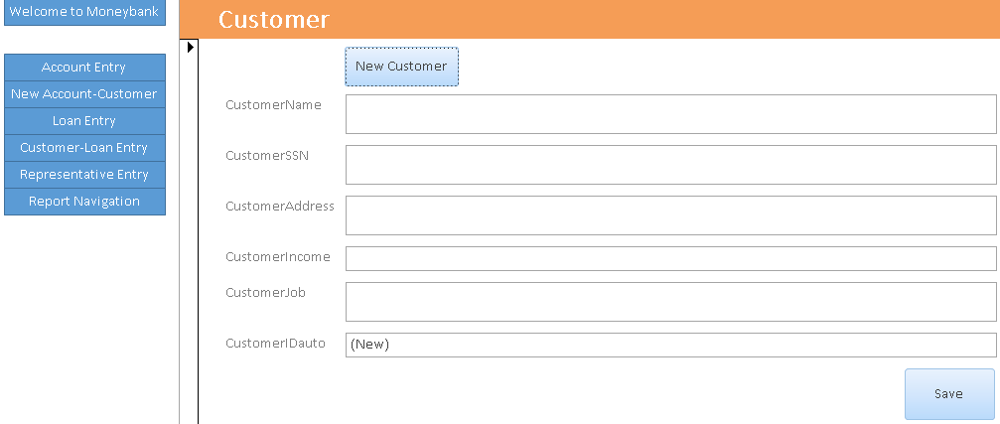 Welcome to Moneybank
Account Entry
New Account-Customer
Loan Entry
Customer-Loan Entry
Representative Entry
Report Navigation
Customer
New Customer
CustomerName
CustomerSSN
CustomerAddress
CustomerIncome
CustomerJob
CustomerIDauto (New)
Save